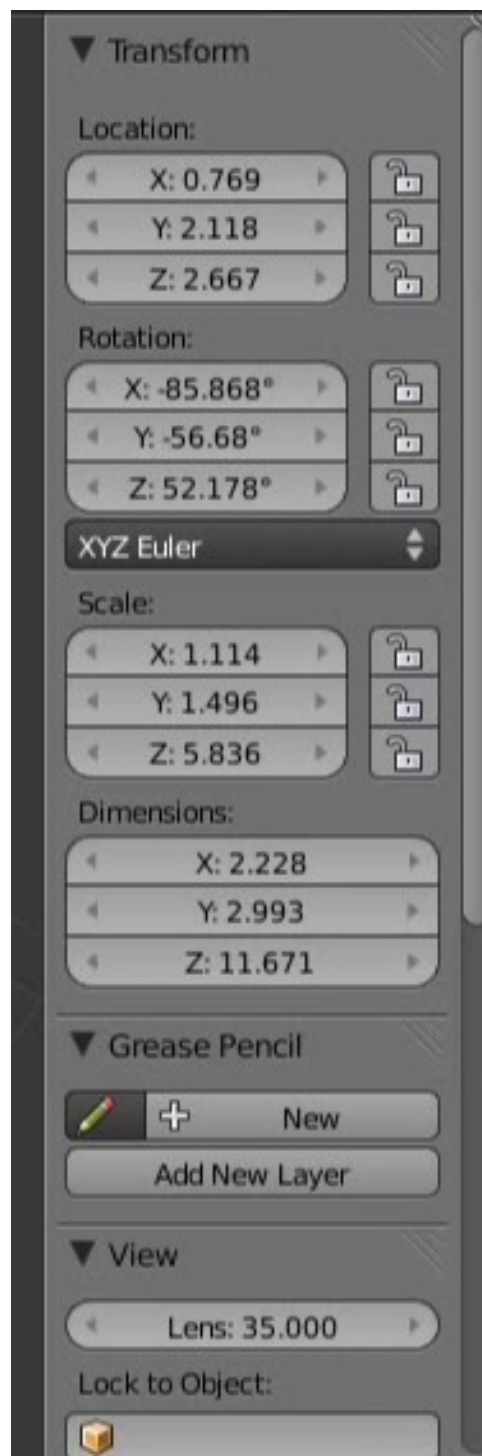 Transform
Location:
X: 0.769
Y: 2.118
Z: 2.667
Rotation:
X: -85.868°
Y: -56.68°
Z: 52.178°
XYZ Euler
Scale:
X: 1.114
Y: 1.496
Z: 5.836
Dimensions:
X: 2.228
Y: 2.993
Z: 11.671
Grease Pencil
New
Add New Layer
View
Lens: 35.000
Lock to Object: